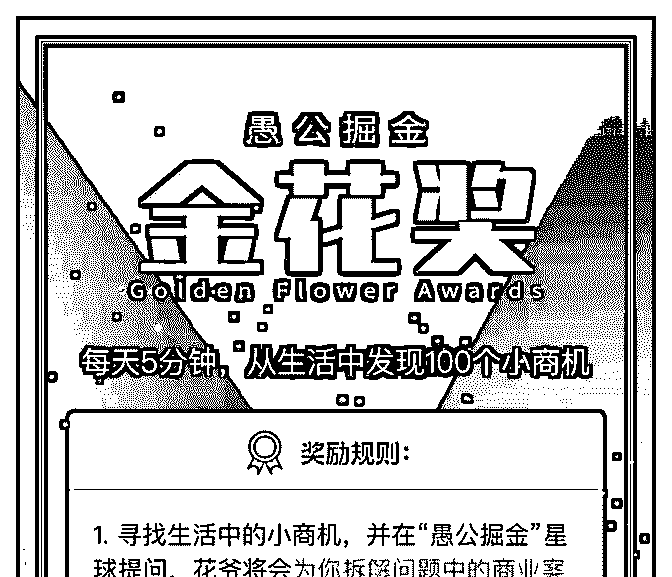 愚公掘金
金花奖
Golden Flower Awards
每天5分钟，从生活中发现100个小商机
奖励规则：
1. 寻找生活中的小商机，并在“愚公掘金”星
球提问，花爷将会为你拆解问题中的商业案